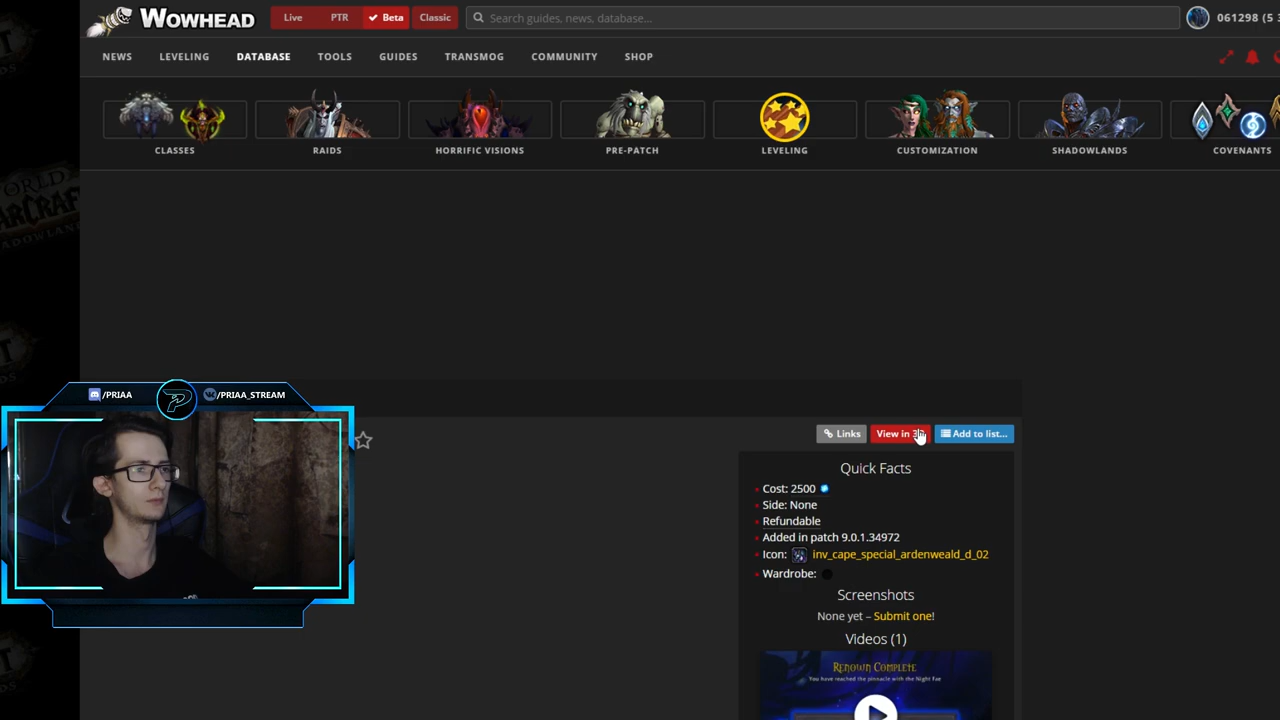 WOWHEAD
Live PTR Beta Classic
Search guides, news, database...
061298 (5
NEWS LEVELING DATABASE TOOLS GUIDES TRANSMOG COMMUNITY SHOP
CLASSES RAIDS HORRIFIC VISIONS PRE-PATCH LEVELING CUSTOMIZATION SHADOWLANDS COVENANTS
/PRIAA /PRIAA_STREAM
Links View in Add to list...
Quick Facts
Cost: 2500
Side: None
Refundable
Added in patch 9.0.1.34972
Icon: inv_cape_special_ardenweald_d_02
Wardrobe:
Screenshots
None yet – Submit one!
Videos (1)
RENOWN COMPLETE
You have reached the pinnacle with the Night Fae